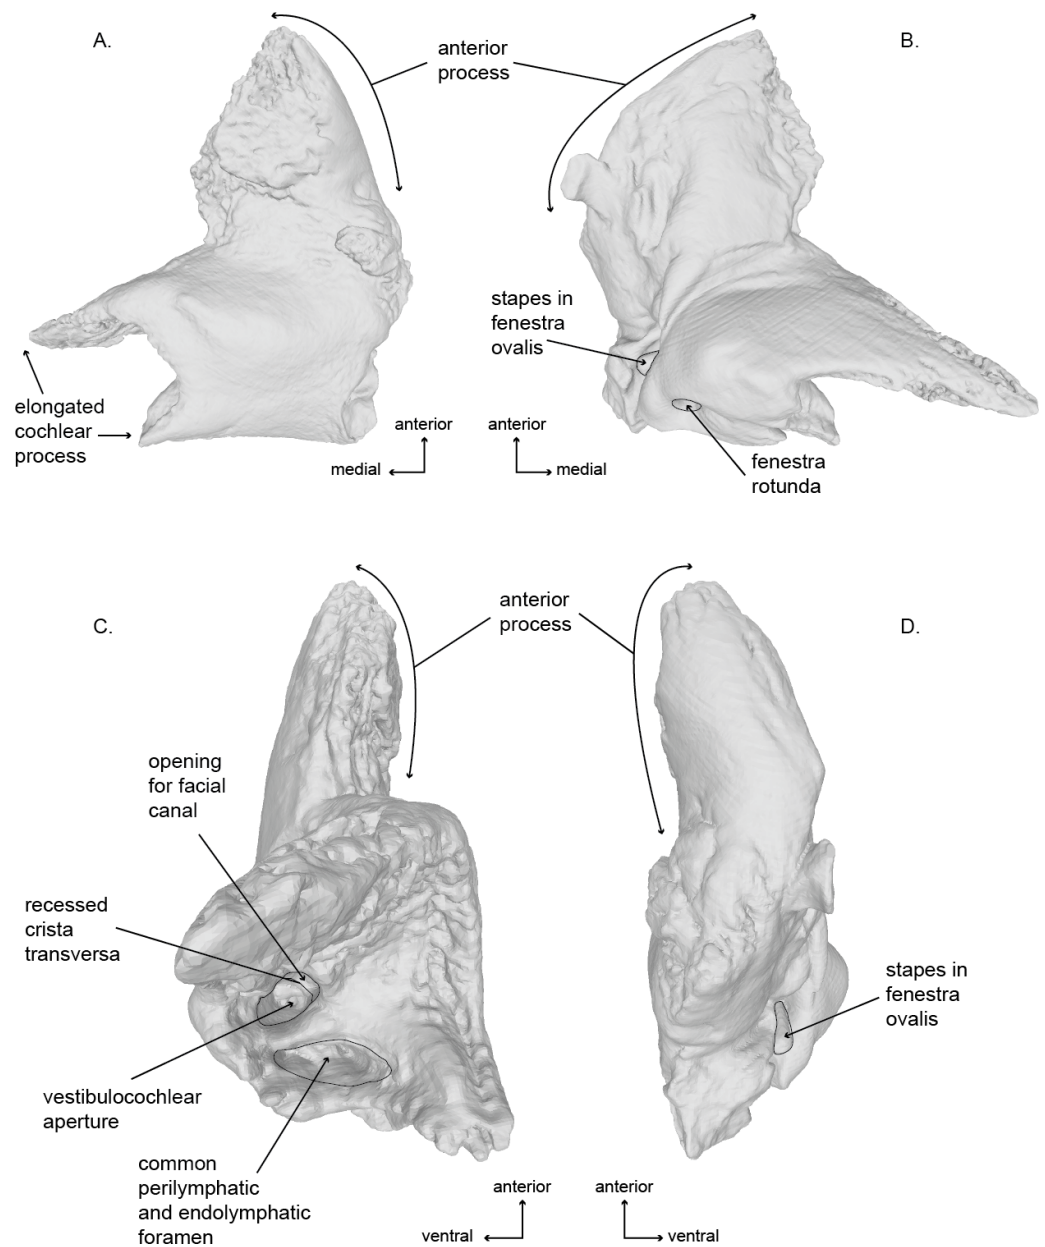 A.
anterior
process
B.
stapes in
fenestra
ovalis
elongated
cochlear
process
anterior
medial
anterior
medial
fenestra
rotunda
C.
anterior
process
D.
opening
for facial
canal
recessed
crista
transversa
stapes in
fenestra
ovalis
vestibulocochlear
aperture
common
perilymphatic
and endolymphatic
foramen
anterior
ventral
anterior
ventral